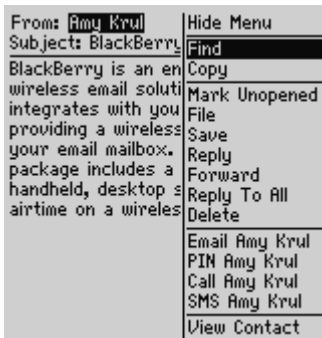 From: Amy Krul
Subject: BlackBerry
BlackBerry is an en
wireless email soluti
integrates with you
providing a wireless
your email mailbox.
package includes a
handheld, desktop s
airtime on a wireles
Hide Menu
Find
Copy
Mark Unopened
File
Save
Reply
Forward
Reply To All
Delete
Email Amy Krul
PIN Amy Krul
Call Amy Krul
SMS Amy Krul
View Contact